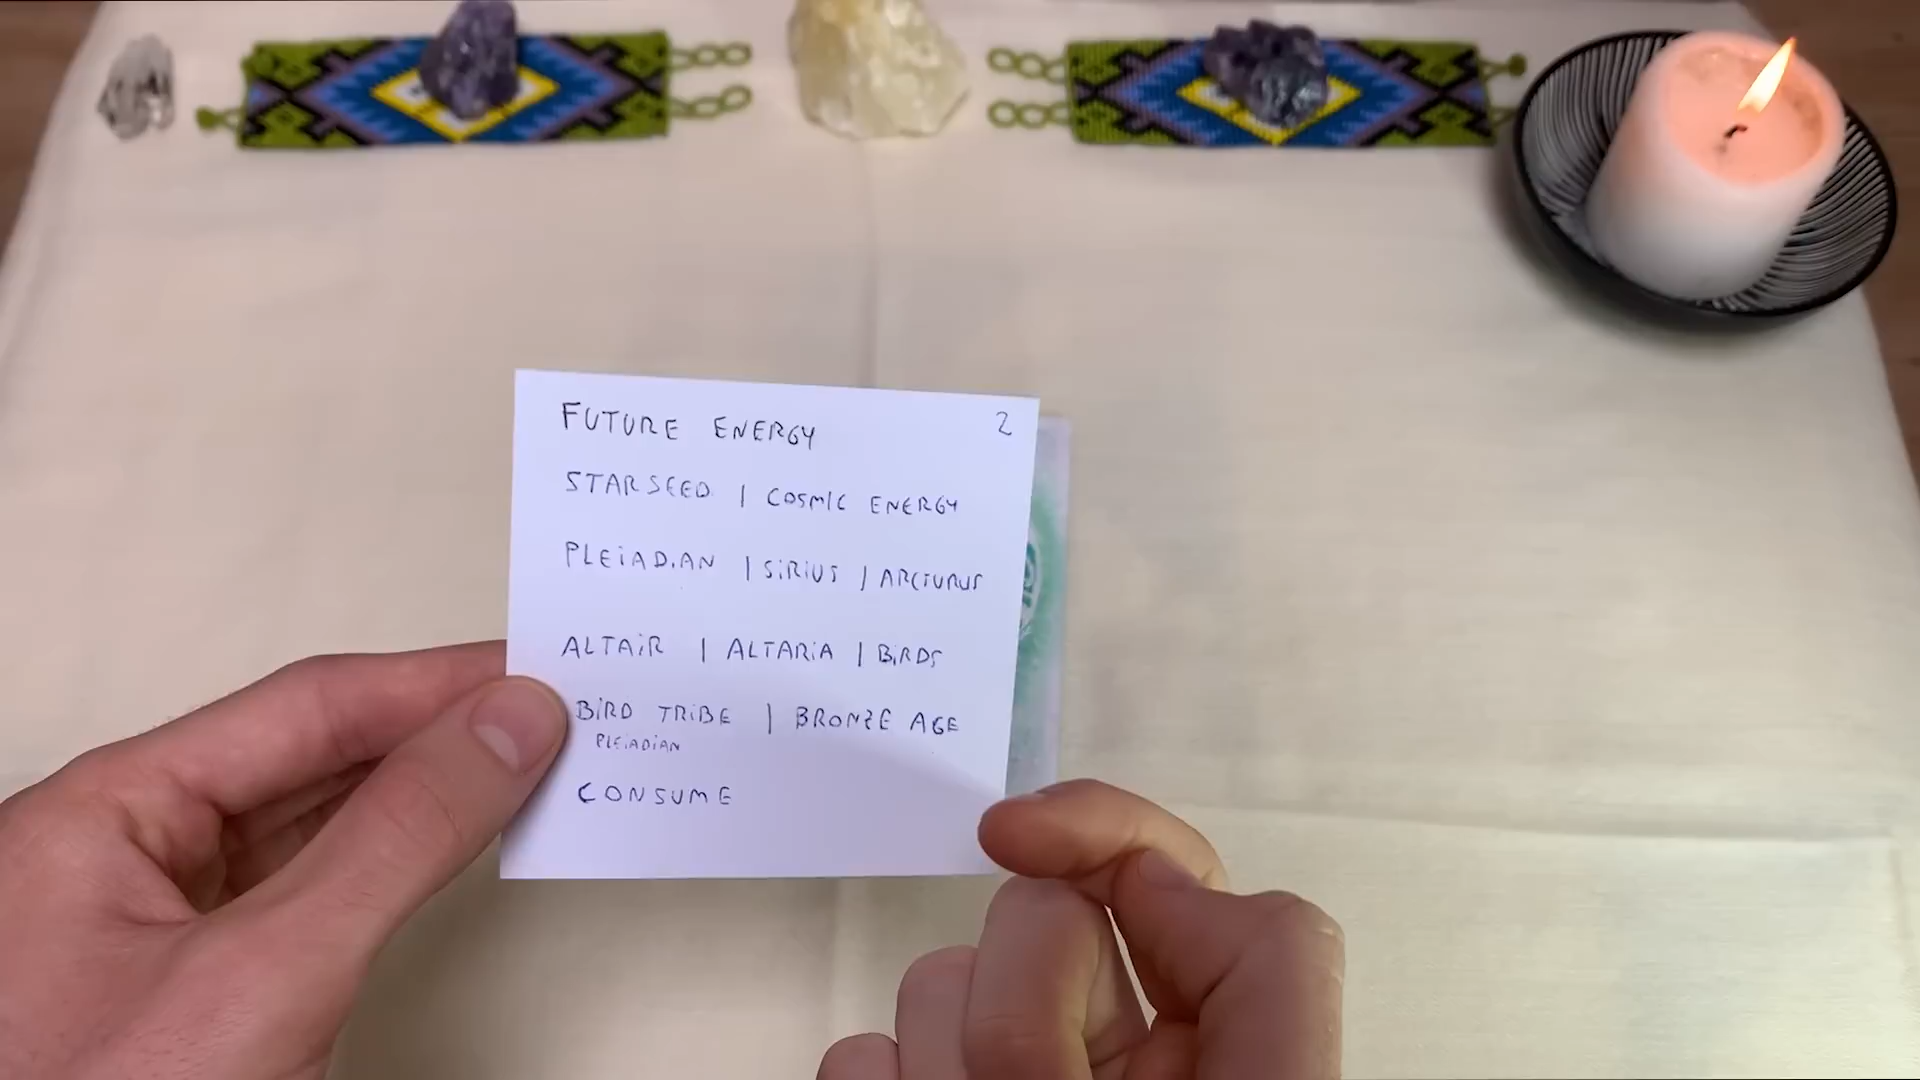 FUTURE ENERGY 2
STARSEED | COSMIC ENERGY
PLEIADIAN | SIRIUS | ARCTURUS
ALTAIR | ALTARIA | BIRDS
BIRD TRIBE | BRONZE AGE
PLEIADIAN
CONSUME